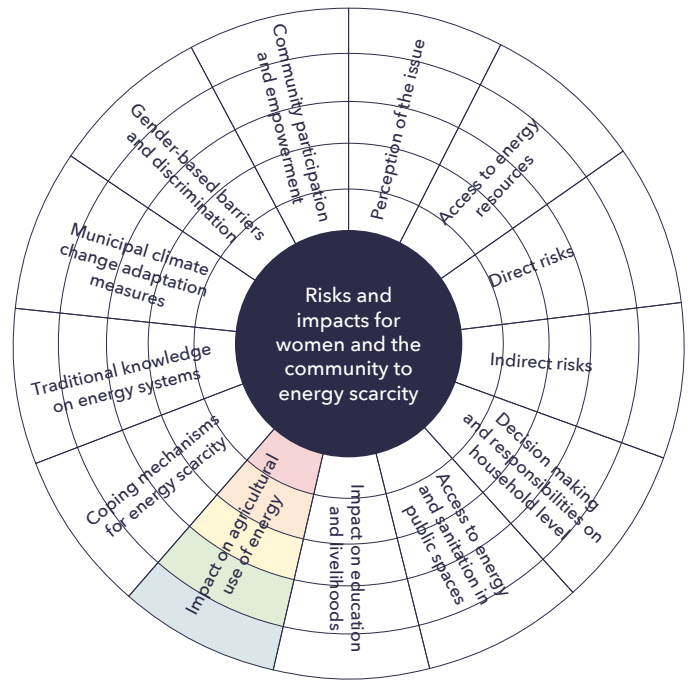 Risks and
impacts for
women and the
community to
energy scarcity
Perception of the issue
Access to energy
resources
Direct risks
Indirect risks
Decision making
and responsibilities on
household level
Access to energy
and sanitation in
public spaces
Impact on education
and livelihoods
Impact on agricultural
use of energy
Coping mechanisms
for energy scarcity
Traditional knowledge
on energy systems
Municipal climate
change adaptation
measures
Gender-based barriers
and discrimination
Community participation
and empowerment